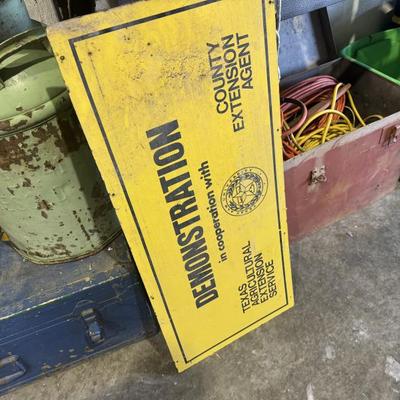 DEMONSTRATION
in cooperation with
TEXAS
AGRICULTURAL
EXTENSION
SERVICE
COUNTY
EXTENSION
AGENT